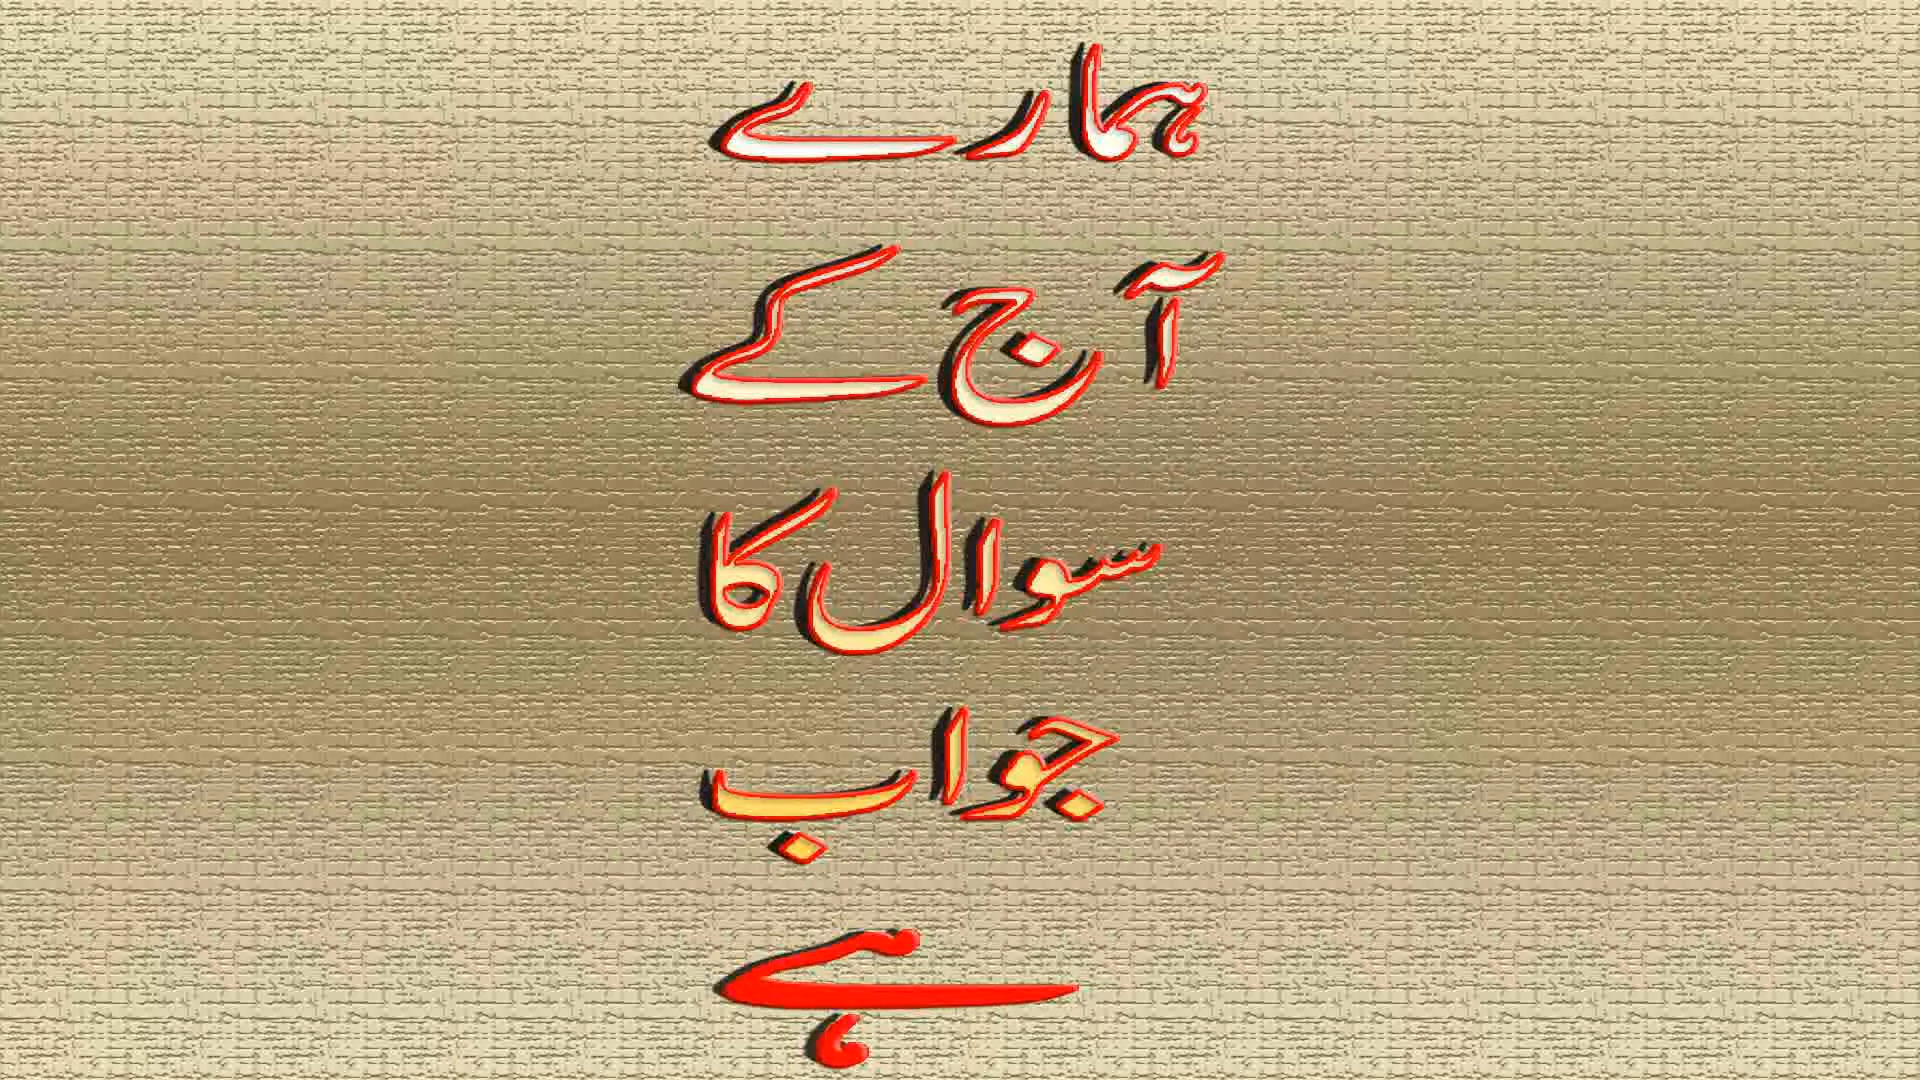 ہمارے
آج کے
سوال کا
جواب
ہے